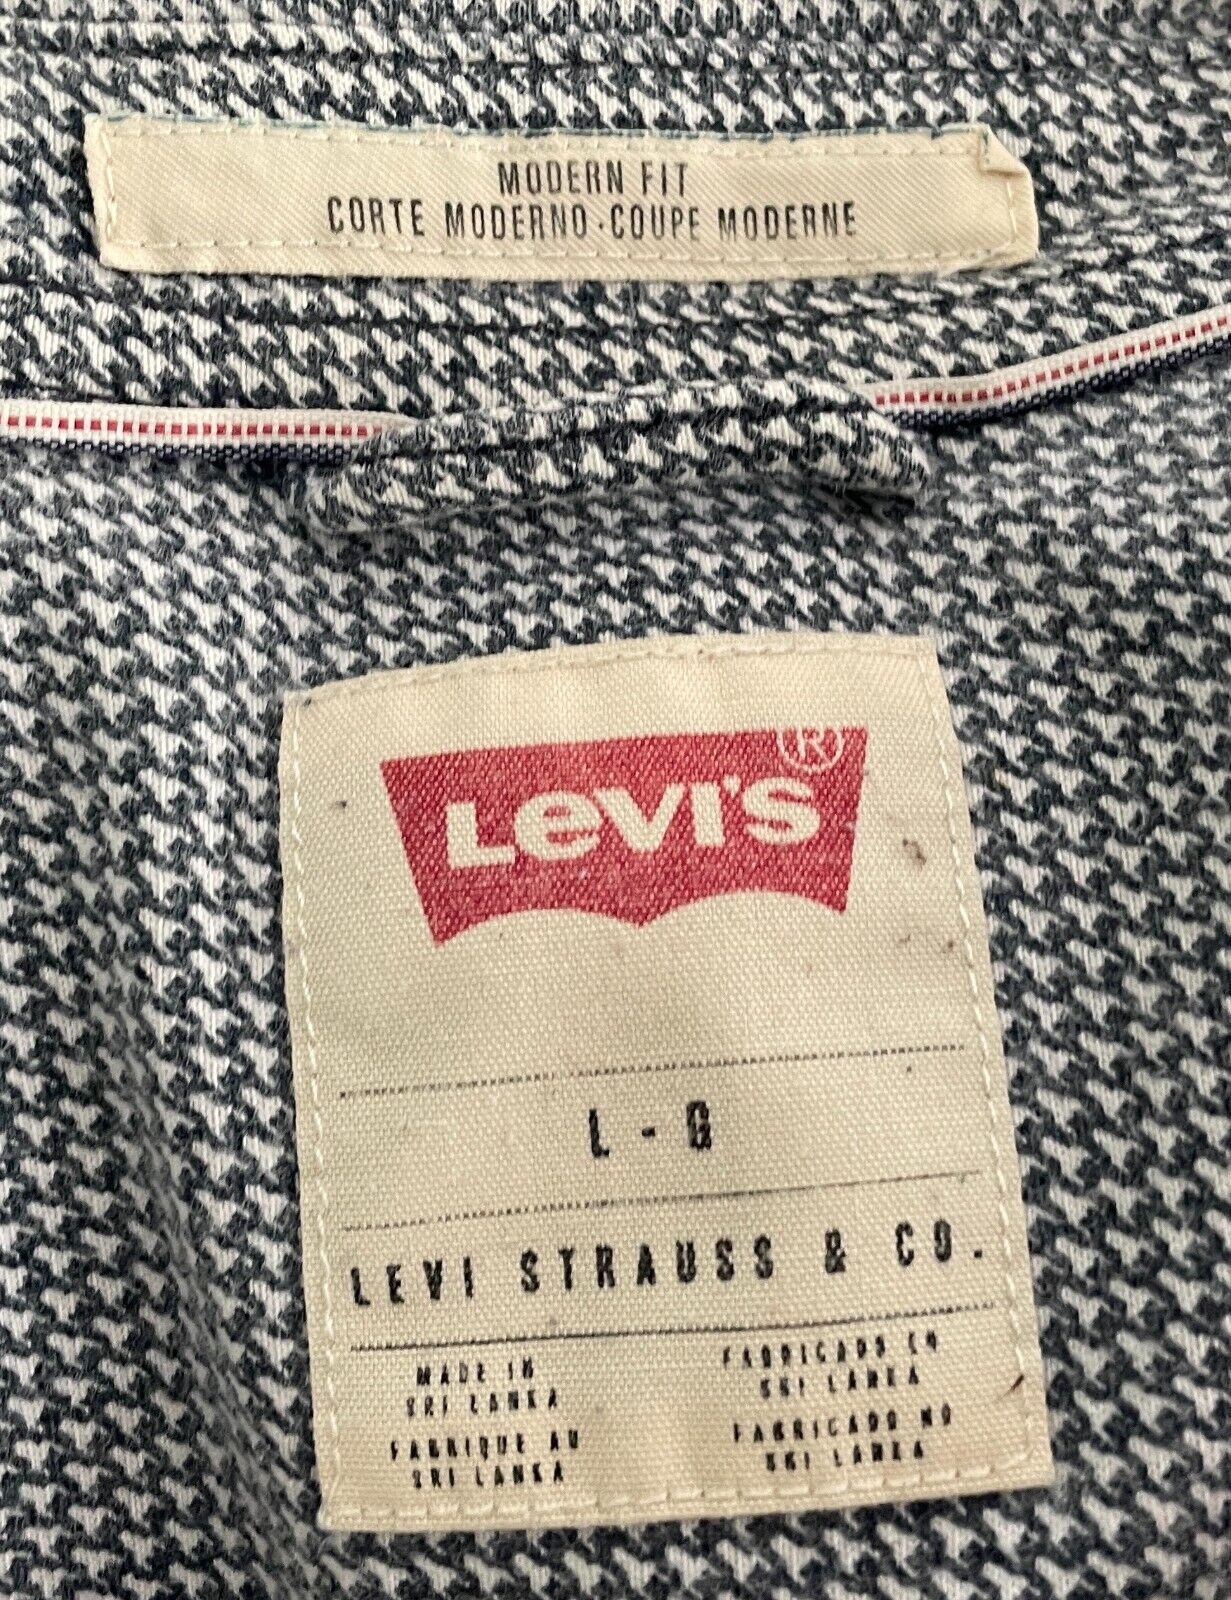 MODERN FIT
CORTE MODERNO · COUPE MODERNE
Levi's ®
L - G
LEVI STRAUSS & CO.
MADE IN
SRI LANKA
FABRIQUE AU
SRI LANKA
FABRICADO EN
SRI LANKA
FABRICADO NO
SRI LANKA